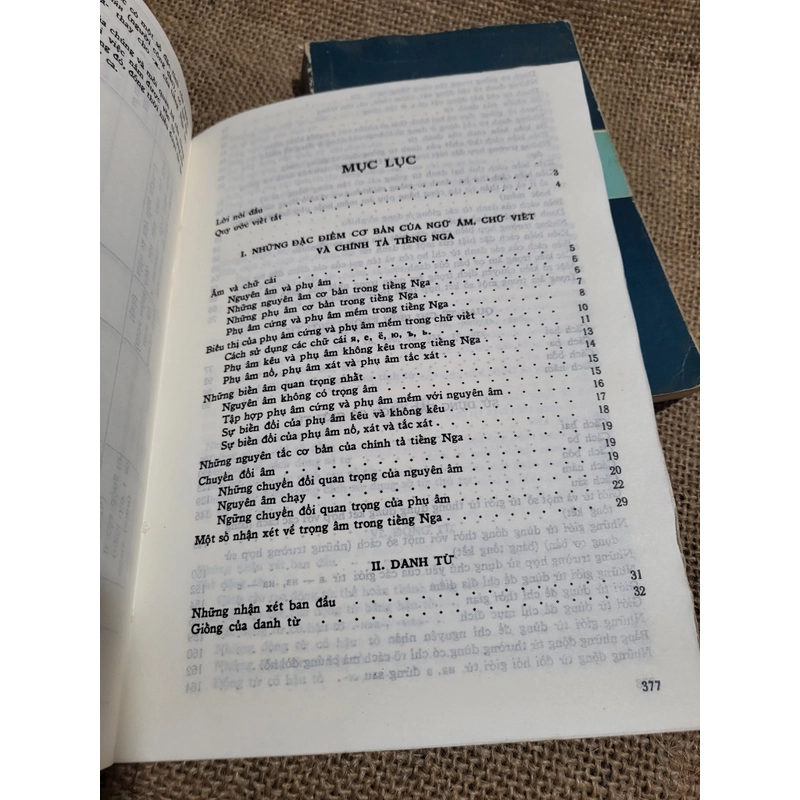 MỤC LỤC
Lời nói đầu 3
Quy ước viết tắt 4
I. NHỮNG ĐẶC ĐIỂM CƠ BẢN CỦA NGỮ ÂM, CHỮ VIẾT
VÀ CHÍNH TẢ TIẾNG NGA
Âm và chữ cái 5
Nguyên âm và phụ âm 6
Những nguyên âm cơ bản trong tiếng Nga 6
Những phụ âm cơ bản trong tiếng Nga 7
Phụ âm cứng và phụ âm mềm trong tiếng Nga 8
Biểu thị của phụ âm cứng và phụ âm mềm trong chữ viết 10
Cách sử dụng các chữ cái я, е, ё, ю, ъ, ь. 11
Phụ âm kêu và phụ âm không kêu trong tiếng Nga 13
Phụ âm nổ, phụ âm xát và phụ âm tắc xát 14
Những biến âm quan trọng nhất 15
Nguyên âm không có trọng âm 15
Tập hợp phụ âm cứng và phụ âm mềm với nguyên âm 16
Sự biến đổi của phụ âm kêu và không kêu 17
Sự biến đổi của phụ âm nổ, xát và tắc xát 18
Những nguyên tắc cơ bản của chính tả tiếng Nga 19
Chuyển đổi âm 19
Những chuyển đổi quan trọng của nguyên âm 19
Nguyên âm chạy 20
Ngững chuyển đổi quan trọng của phụ âm 22
Một số nhận xét về trọng âm trong tiếng Nga 29
II. DANH TỪ
Những nhận xét ban đầu 31
Giống của danh từ 32
377